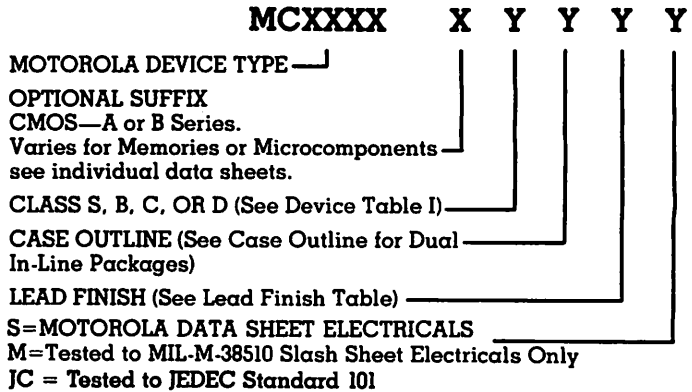 MCXXXX X Y Y Y Y
MOTOROLA DEVICE TYPE
OPTIONAL SUFFIX
CMOS—A or B Series.
Varies for Memories or Microcomponents
see individual data sheets.
CLASS S, B, C, OR D (See Device Table I)
CASE OUTLINE (See Case Outline for Dual
In-Line Packages)
LEAD FINISH (See Lead Finish Table)
S=MOTOROLA DATA SHEET ELECTRICALS
M=Tested to MIL-M-38510 Slash Sheet Electricals Only
JC = Tested to JEDEC Standard 101